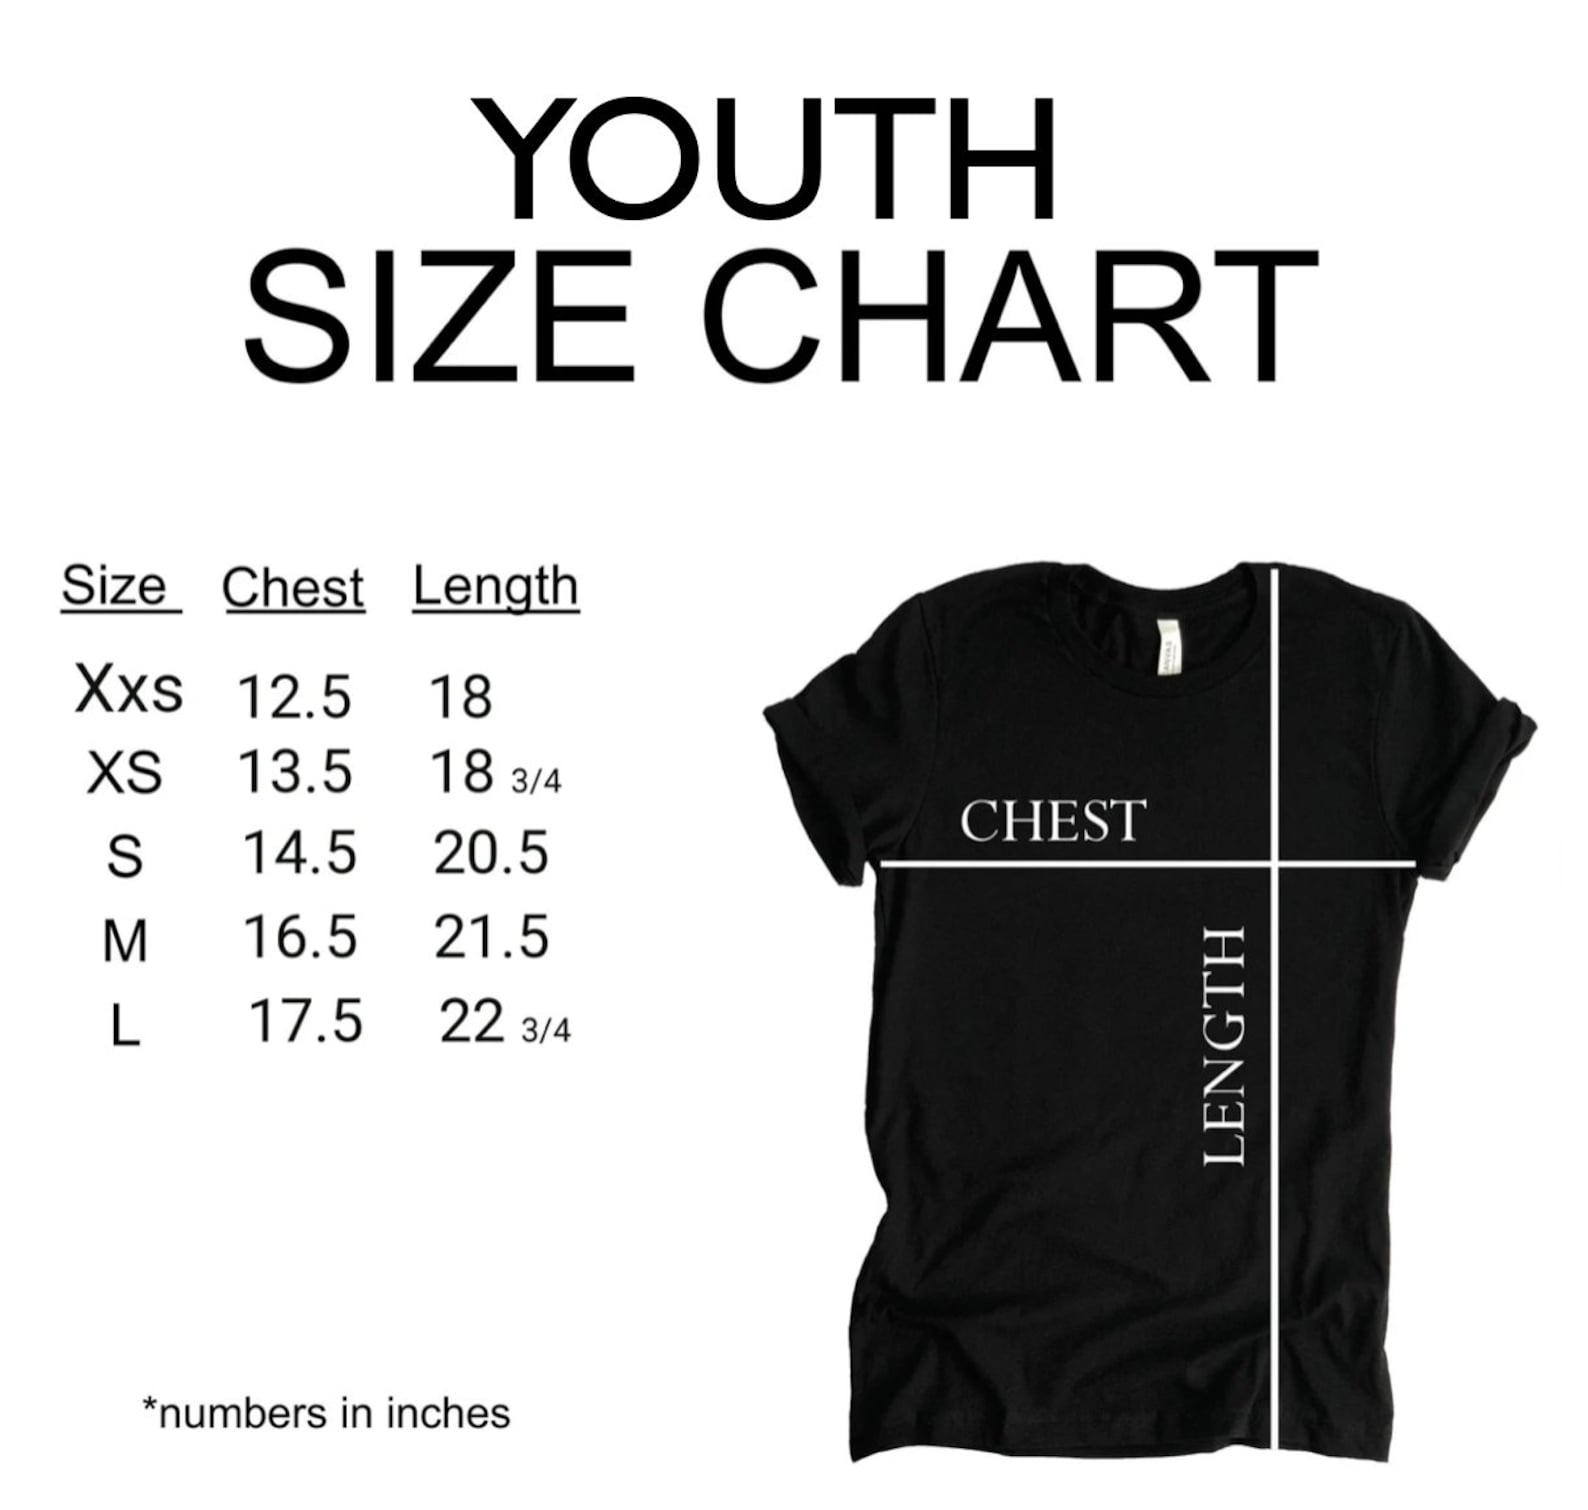 YOUTH
SIZE CHART
Size Chest Length
Xxs 12.5 18
XS 13.5 18 3/4
S 14.5 20.5
M 16.5 21.5
L 17.5 22 3/4
*numbers in inches
CHEST
LENGTH